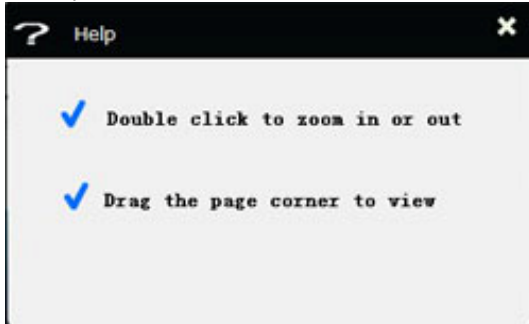 Help
Double click to zoom in or out
Drag the page corner to view